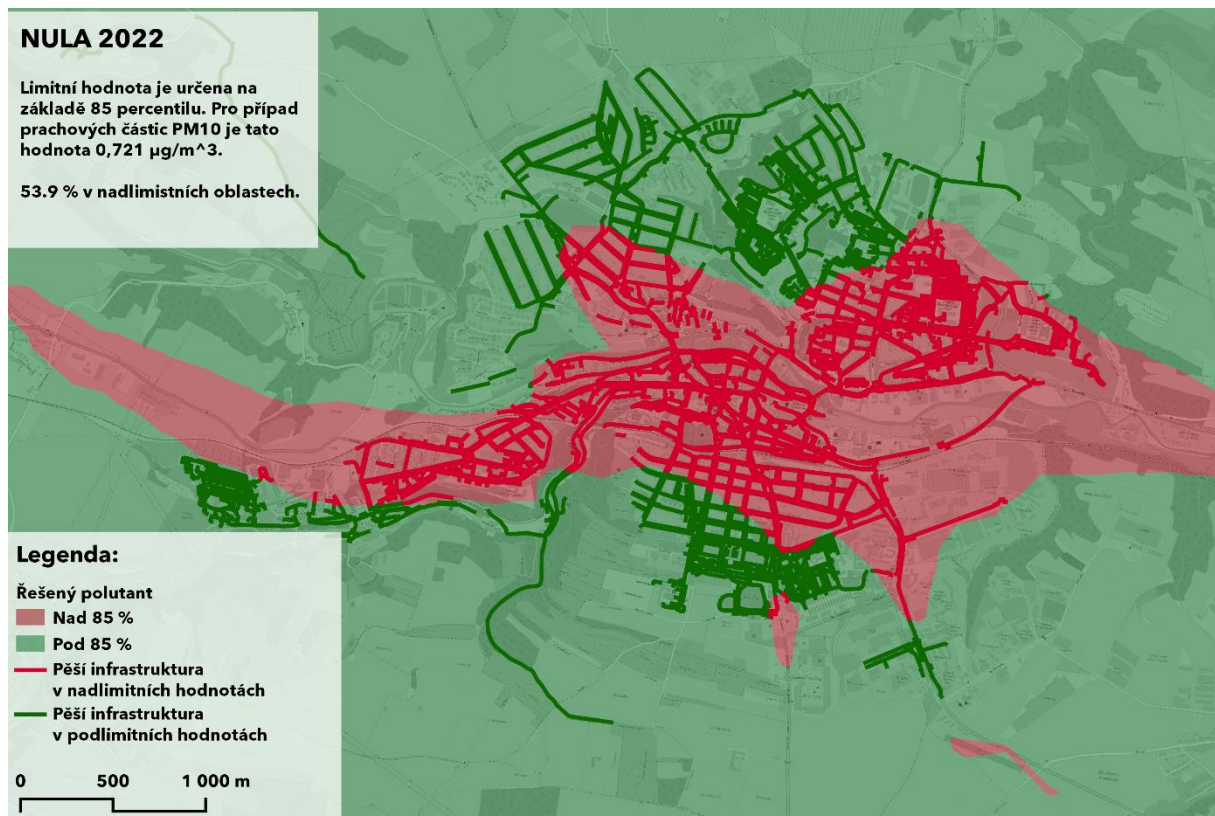 NULA 2022
Limitní hodnota je určena na
základě 85 percentilu. Pro případ
prachových částic PM10 je tato
hodnota 0,721 µg/m^3.
53.9 % v nadlimistních oblastech.
Legenda:
Řešený polutant
Nad 85 %
Pod 85 %
Pěší infrastruktura
v nadlimitních hodnotách
Pěší infrastruktura
v podlimitních hodnotách
0 500 1 000 m